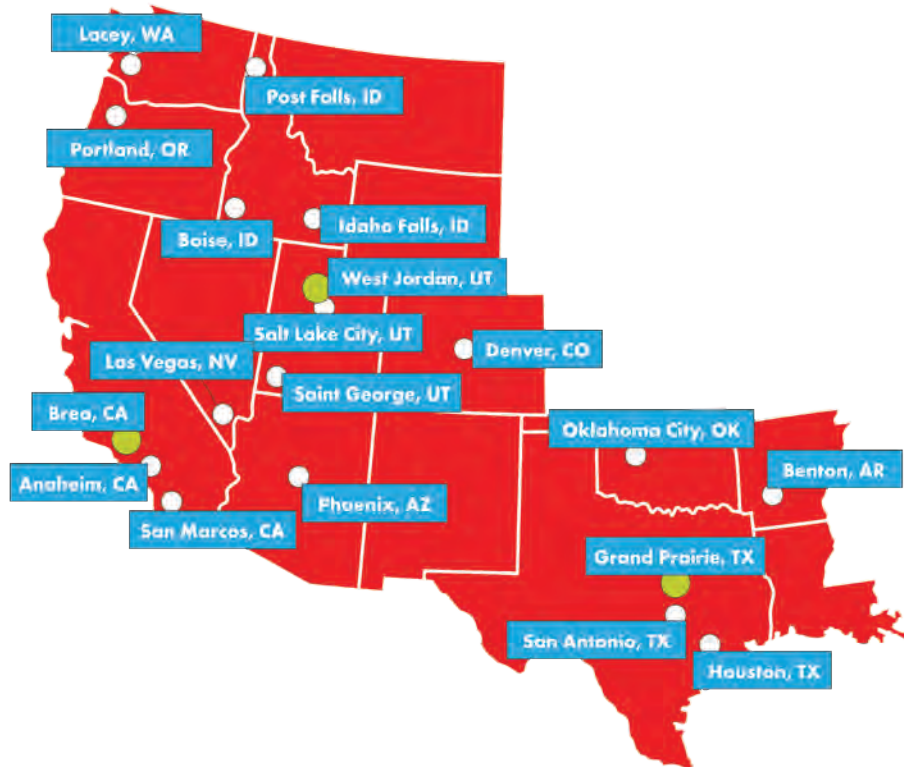 Lacey, WA
Post Falls, ID
Portland, OR
Boise, ID
Idaho Falls, ID
West Jordan, UT
Salt Lake City, UT
Denver, CO
Las Vegas, NV
Saint George, UT
Brea, CA
Oklahoma City, OK
Anaheim, CA
Benton, AR
Phoenix, AZ
San Marcos, CA
Grand Prairie, TX
San Antonio, TX
Houston, TX